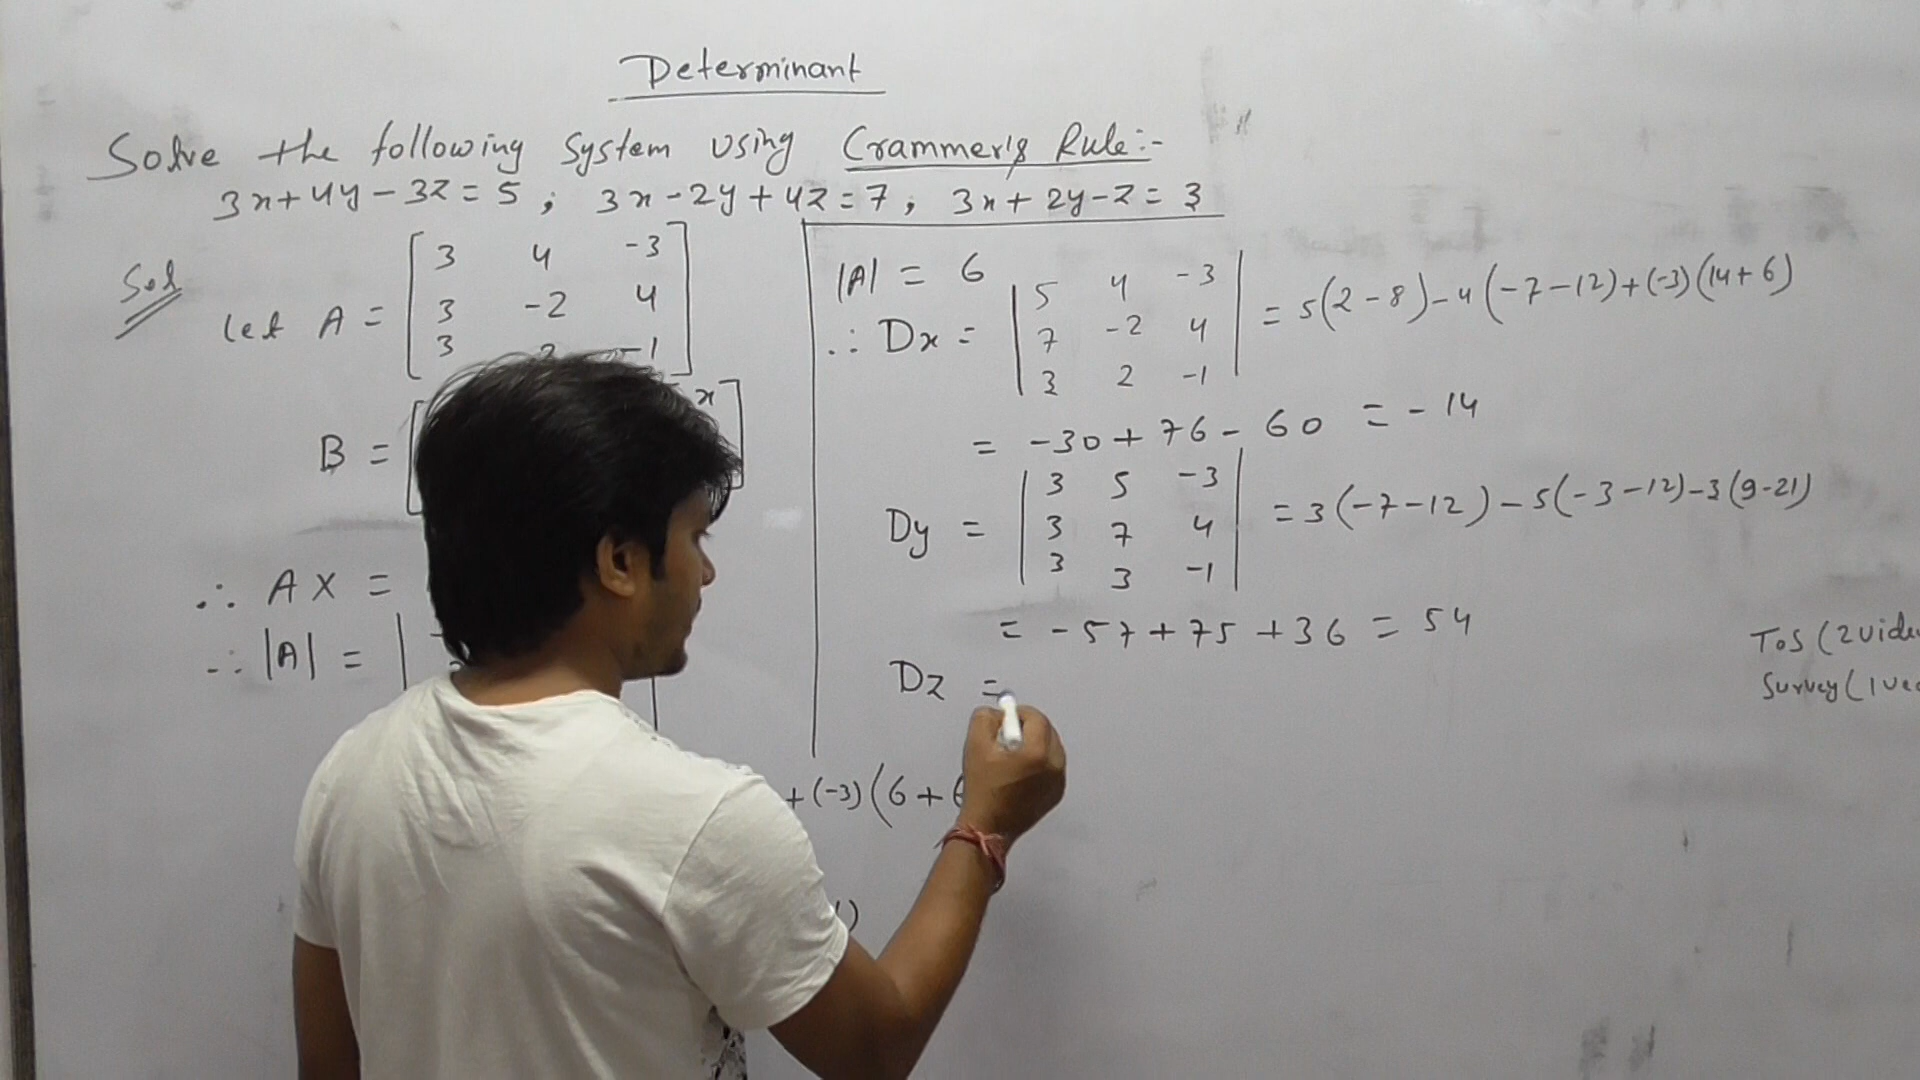 Determinant
Solve the following System using Crammer's Rule:-
3x+4y-3z=5 ; 3x-2y+4z=7 ; 3x+2y-z=3
Sol
let A = [ 3 4 -3
3 -2 4
3 2 -1 ]
B = [ x ]
∴ AX =
∴ |A| = |
+(-3)(6+
1)
|A| = 6
∴ Dx = | 5 4 -3
7 -2 4
3 2 -1 | = 5(2-8)-4(-7-12)+(-3)(14+6)
= -30+76-60 = -14
Dy = | 3 5 -3
3 7 4
3 3 -1 | = 3(-7-12)-5(-3-12)-3(9-21)
= -57+75+36 = 54
Dz =
TOS (2 vide
Survey (1